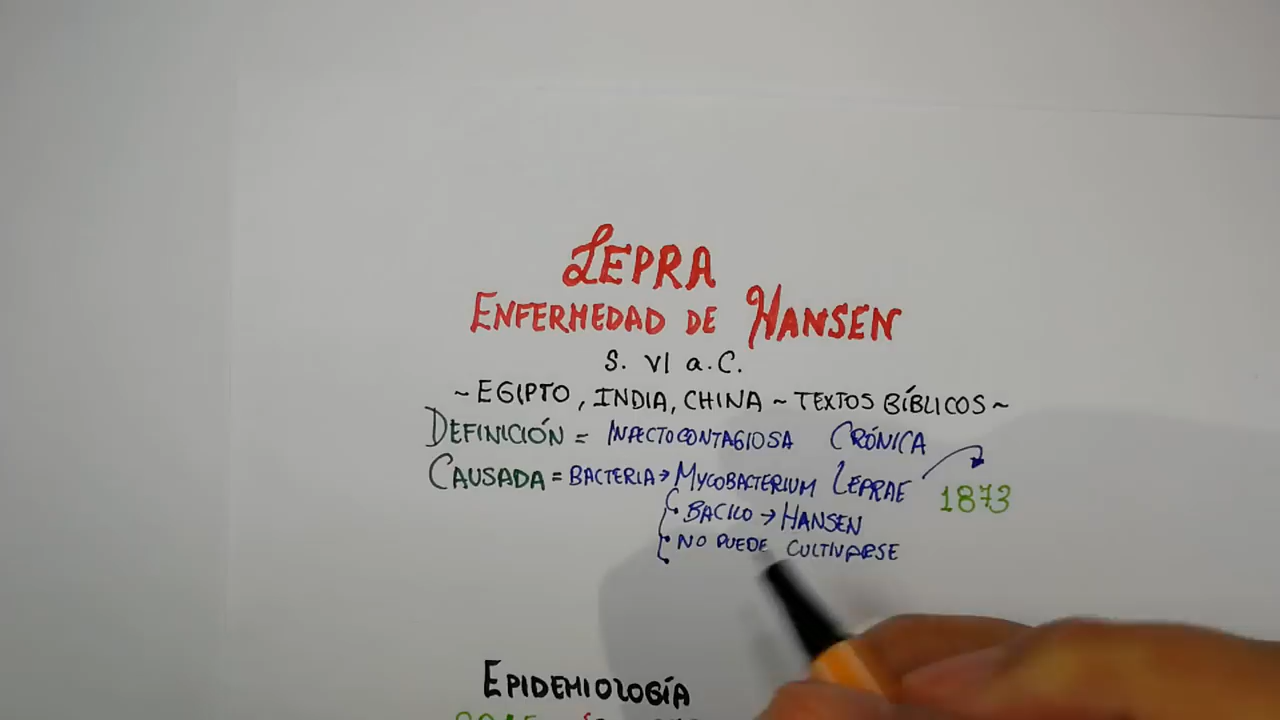 LEPRA
ENFERMEDAD DE HANSEN
S. VI a.C.
~ EGIPTO, INDIA, CHINA ~ TEXTOS BÍBLICOS ~
DEFINICIÓN = INFECTOCONTAGIOSA CRÓNICA
CAUSADA = BACTERIA → MYCOBACTERIUM LEPRAE 1873
BACILO → HANSEN
NO PUEDE CULTIVARSE
EPIDEMIOLOGÍA